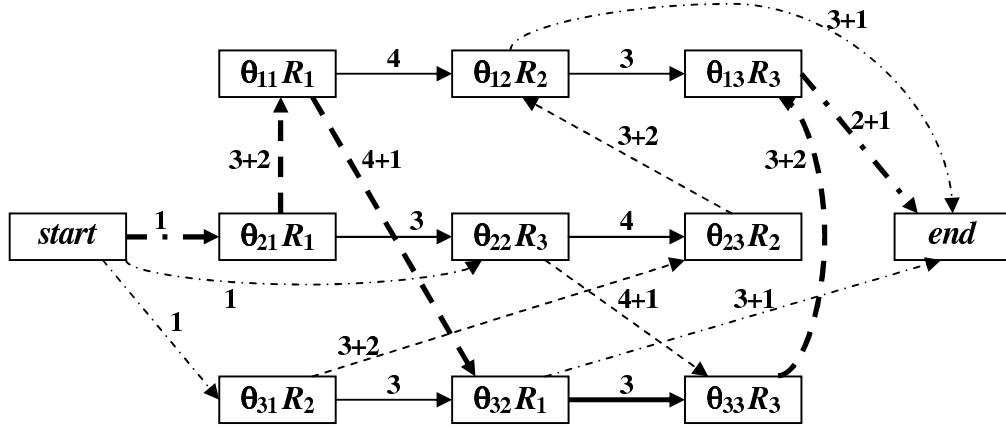 3+1
θ₁₁R₁ 4 θ₁₂R₂ 3 θ₁₃R₃
2+1
3+2 4+1 3+2 3+2
start 1 θ₂₁R₁ 3 θ₂₂R₃ 4 θ₂₃R₂ end
1 4+1 3+1
1
3+2
θ₃₁R₂ 3 θ₃₂R₁ 3 θ₃₃R₃